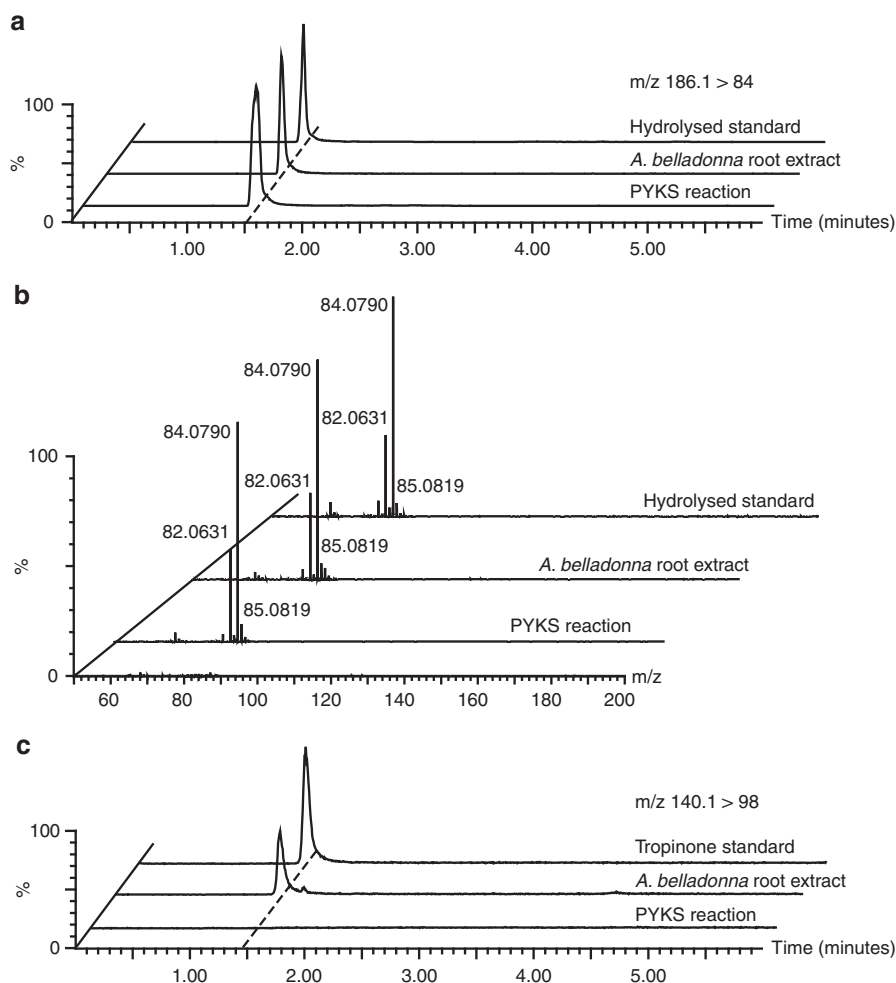 a
m/z 186.1 > 84
100
Hydrolysed standard
%
A. belladonna root extract
PYKS reaction
0
Time (minutes)
1.00 2.00 3.00 4.00 5.00
b
84.0790
84.0790
82.0631
84.0790
100
82.0631
85.0819
Hydrolysed standard
82.0631
85.0819
%
A. belladonna root extract
85.0819
PYKS reaction
0
m/z
60 80 100 120 140 160 180 200
c
m/z 140.1 > 98
100
Tropinone standard
%
A. belladonna root extract
PYKS reaction
0
Time (minutes)
1.00 2.00 3.00 4.00 5.00